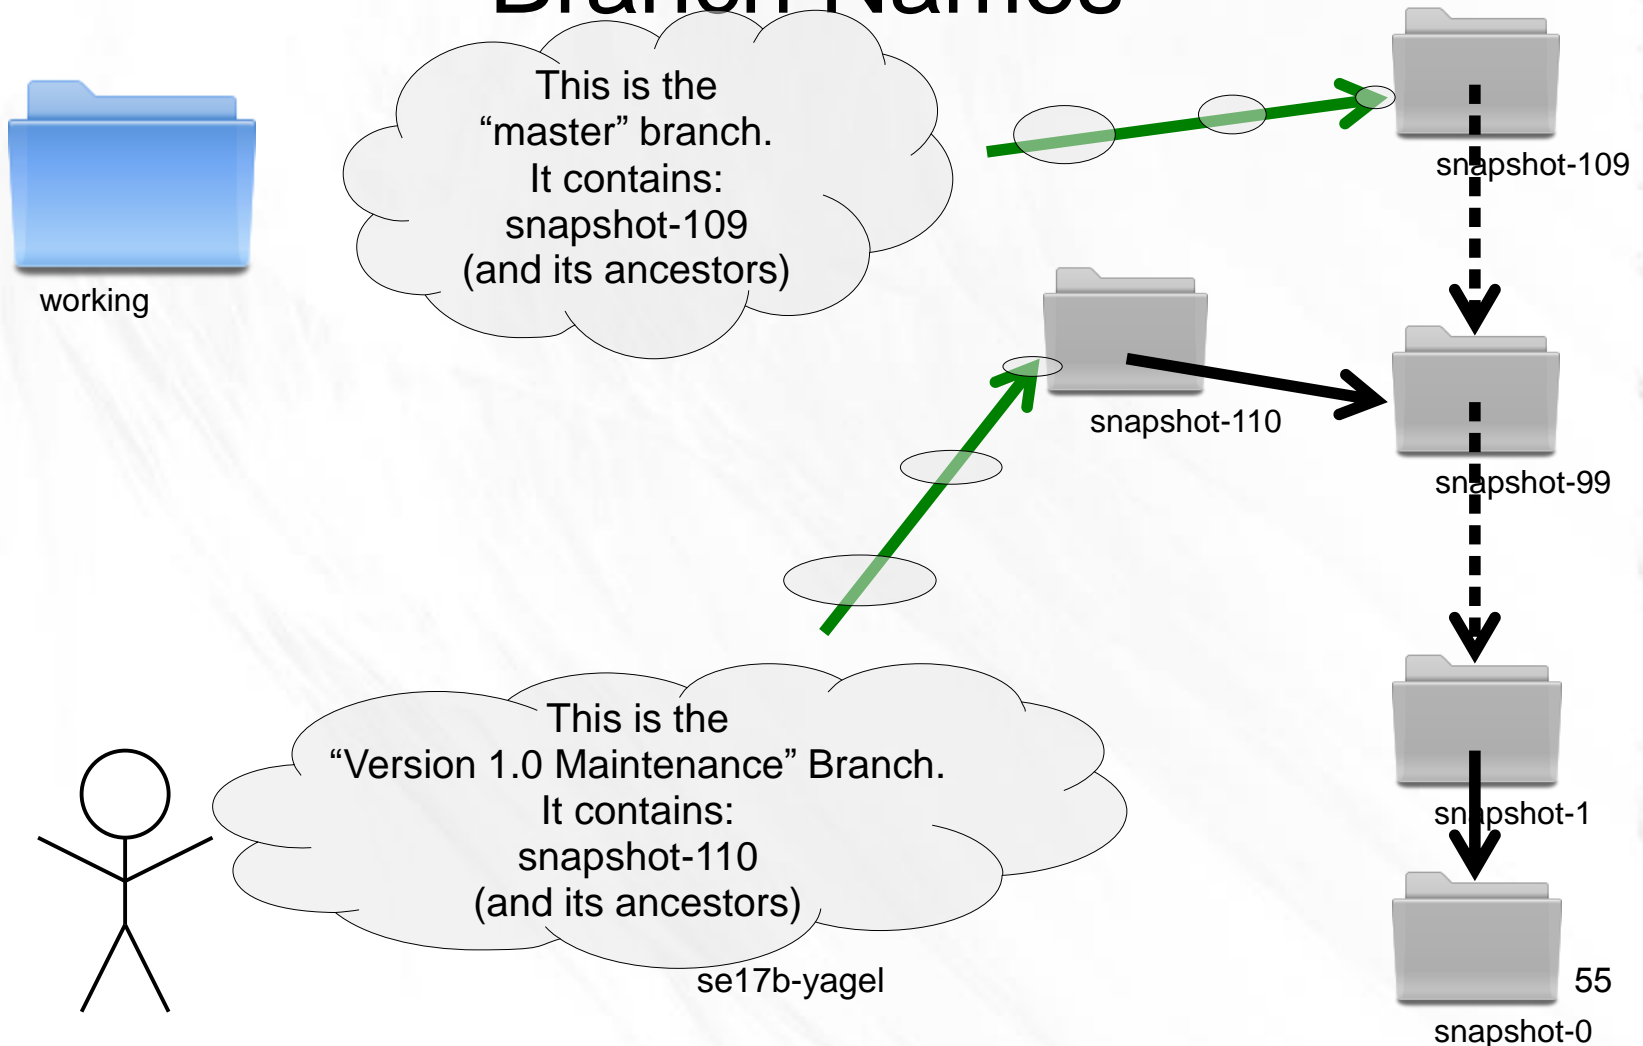 Branch Names
This is the
“master” branch.
It contains:
snapshot-109
(and its ancestors)
working
snapshot-109
snapshot-110
snapshot-99
This is the
“Version 1.0 Maintenance” Branch.
It contains:
snapshot-110
(and its ancestors)
snapshot-1
se17b-yagel
55
snapshot-0